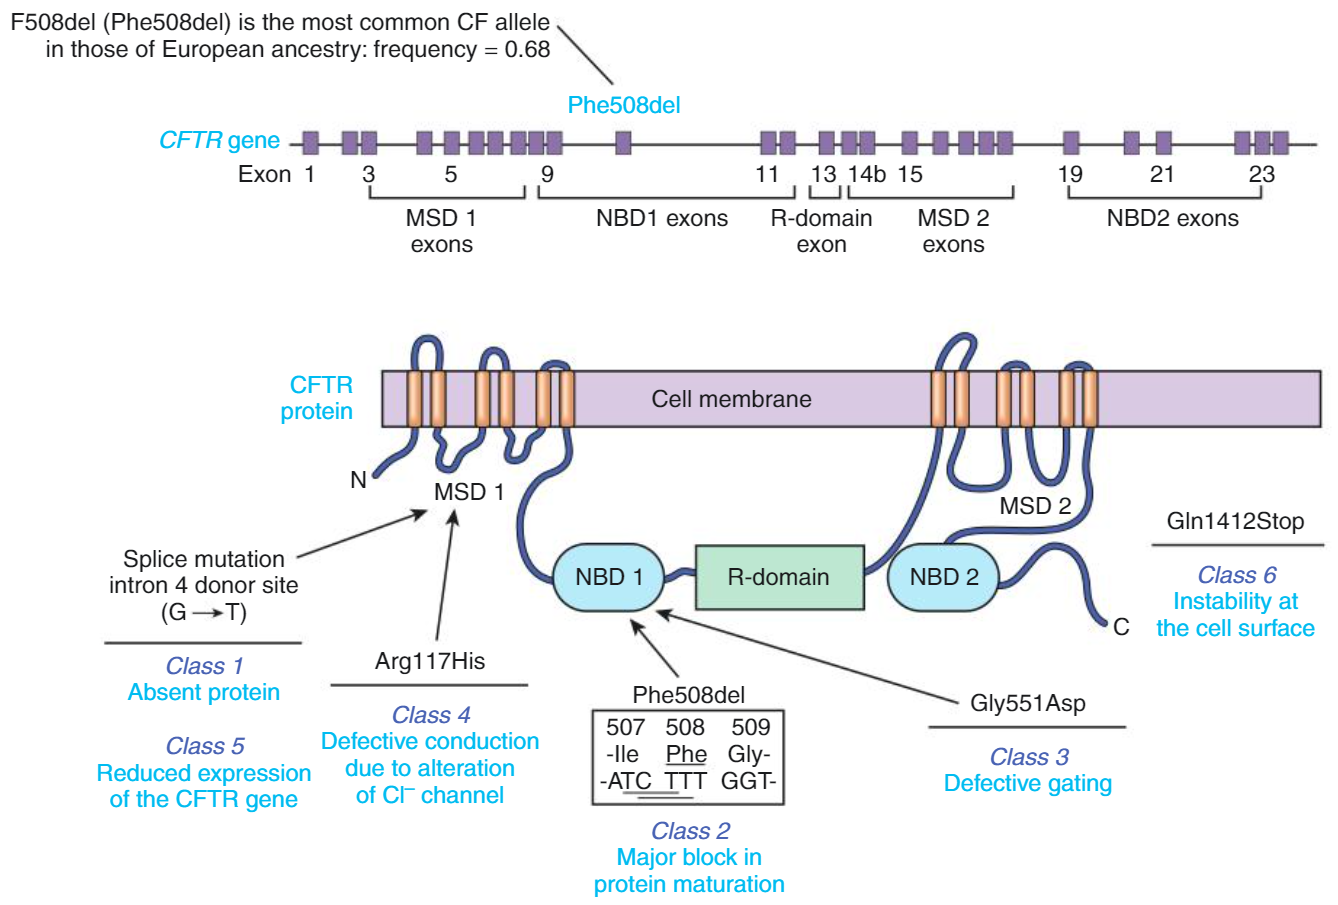 F508del (Phe508del) is the most common CF allele
in those of European ancestry: frequency = 0.68
Phe508del
CFTR gene
Exon 1 3 5 9 11 13 14b 15 19 21 23
MSD 1
exons
NBD1 exons
R-domain
exon
MSD 2
exons
NBD2 exons
CFTR
protein
Cell membrane
N
MSD 1
MSD 2
NBD 1
R-domain
NBD 2
C
Splice mutation
intron 4 donor site
(G → T)
Class 1
Absent protein
Class 5
Reduced expression
of the CFTR gene
Arg117His
Class 4
Defective conduction
due to alteration
of Cl⁻ channel
Phe508del
507 508 509
-Ile Phe Gly-
-ATC TTT GGT-
Class 2
Major block in
protein maturation
Gly551Asp
Class 3
Defective gating
Gln1412Stop
Class 6
Instability at
the cell surface